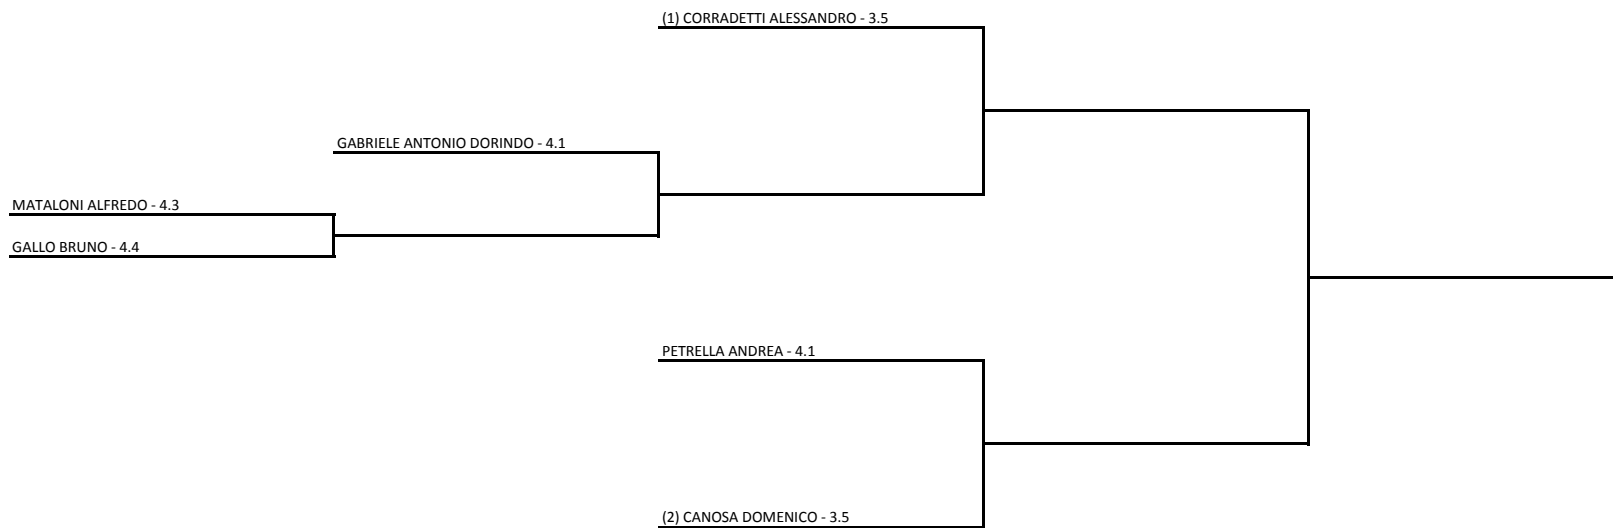 (1) CORRADETTI ALESSANDRO - 3.5
GABRIELE ANTONIO DORINDO - 4.1
MATALONI ALFREDO - 4.3
GALLO BRUNO - 4.4
PETRELLA ANDREA - 4.1
(2) CANOSA DOMENICO - 3.5